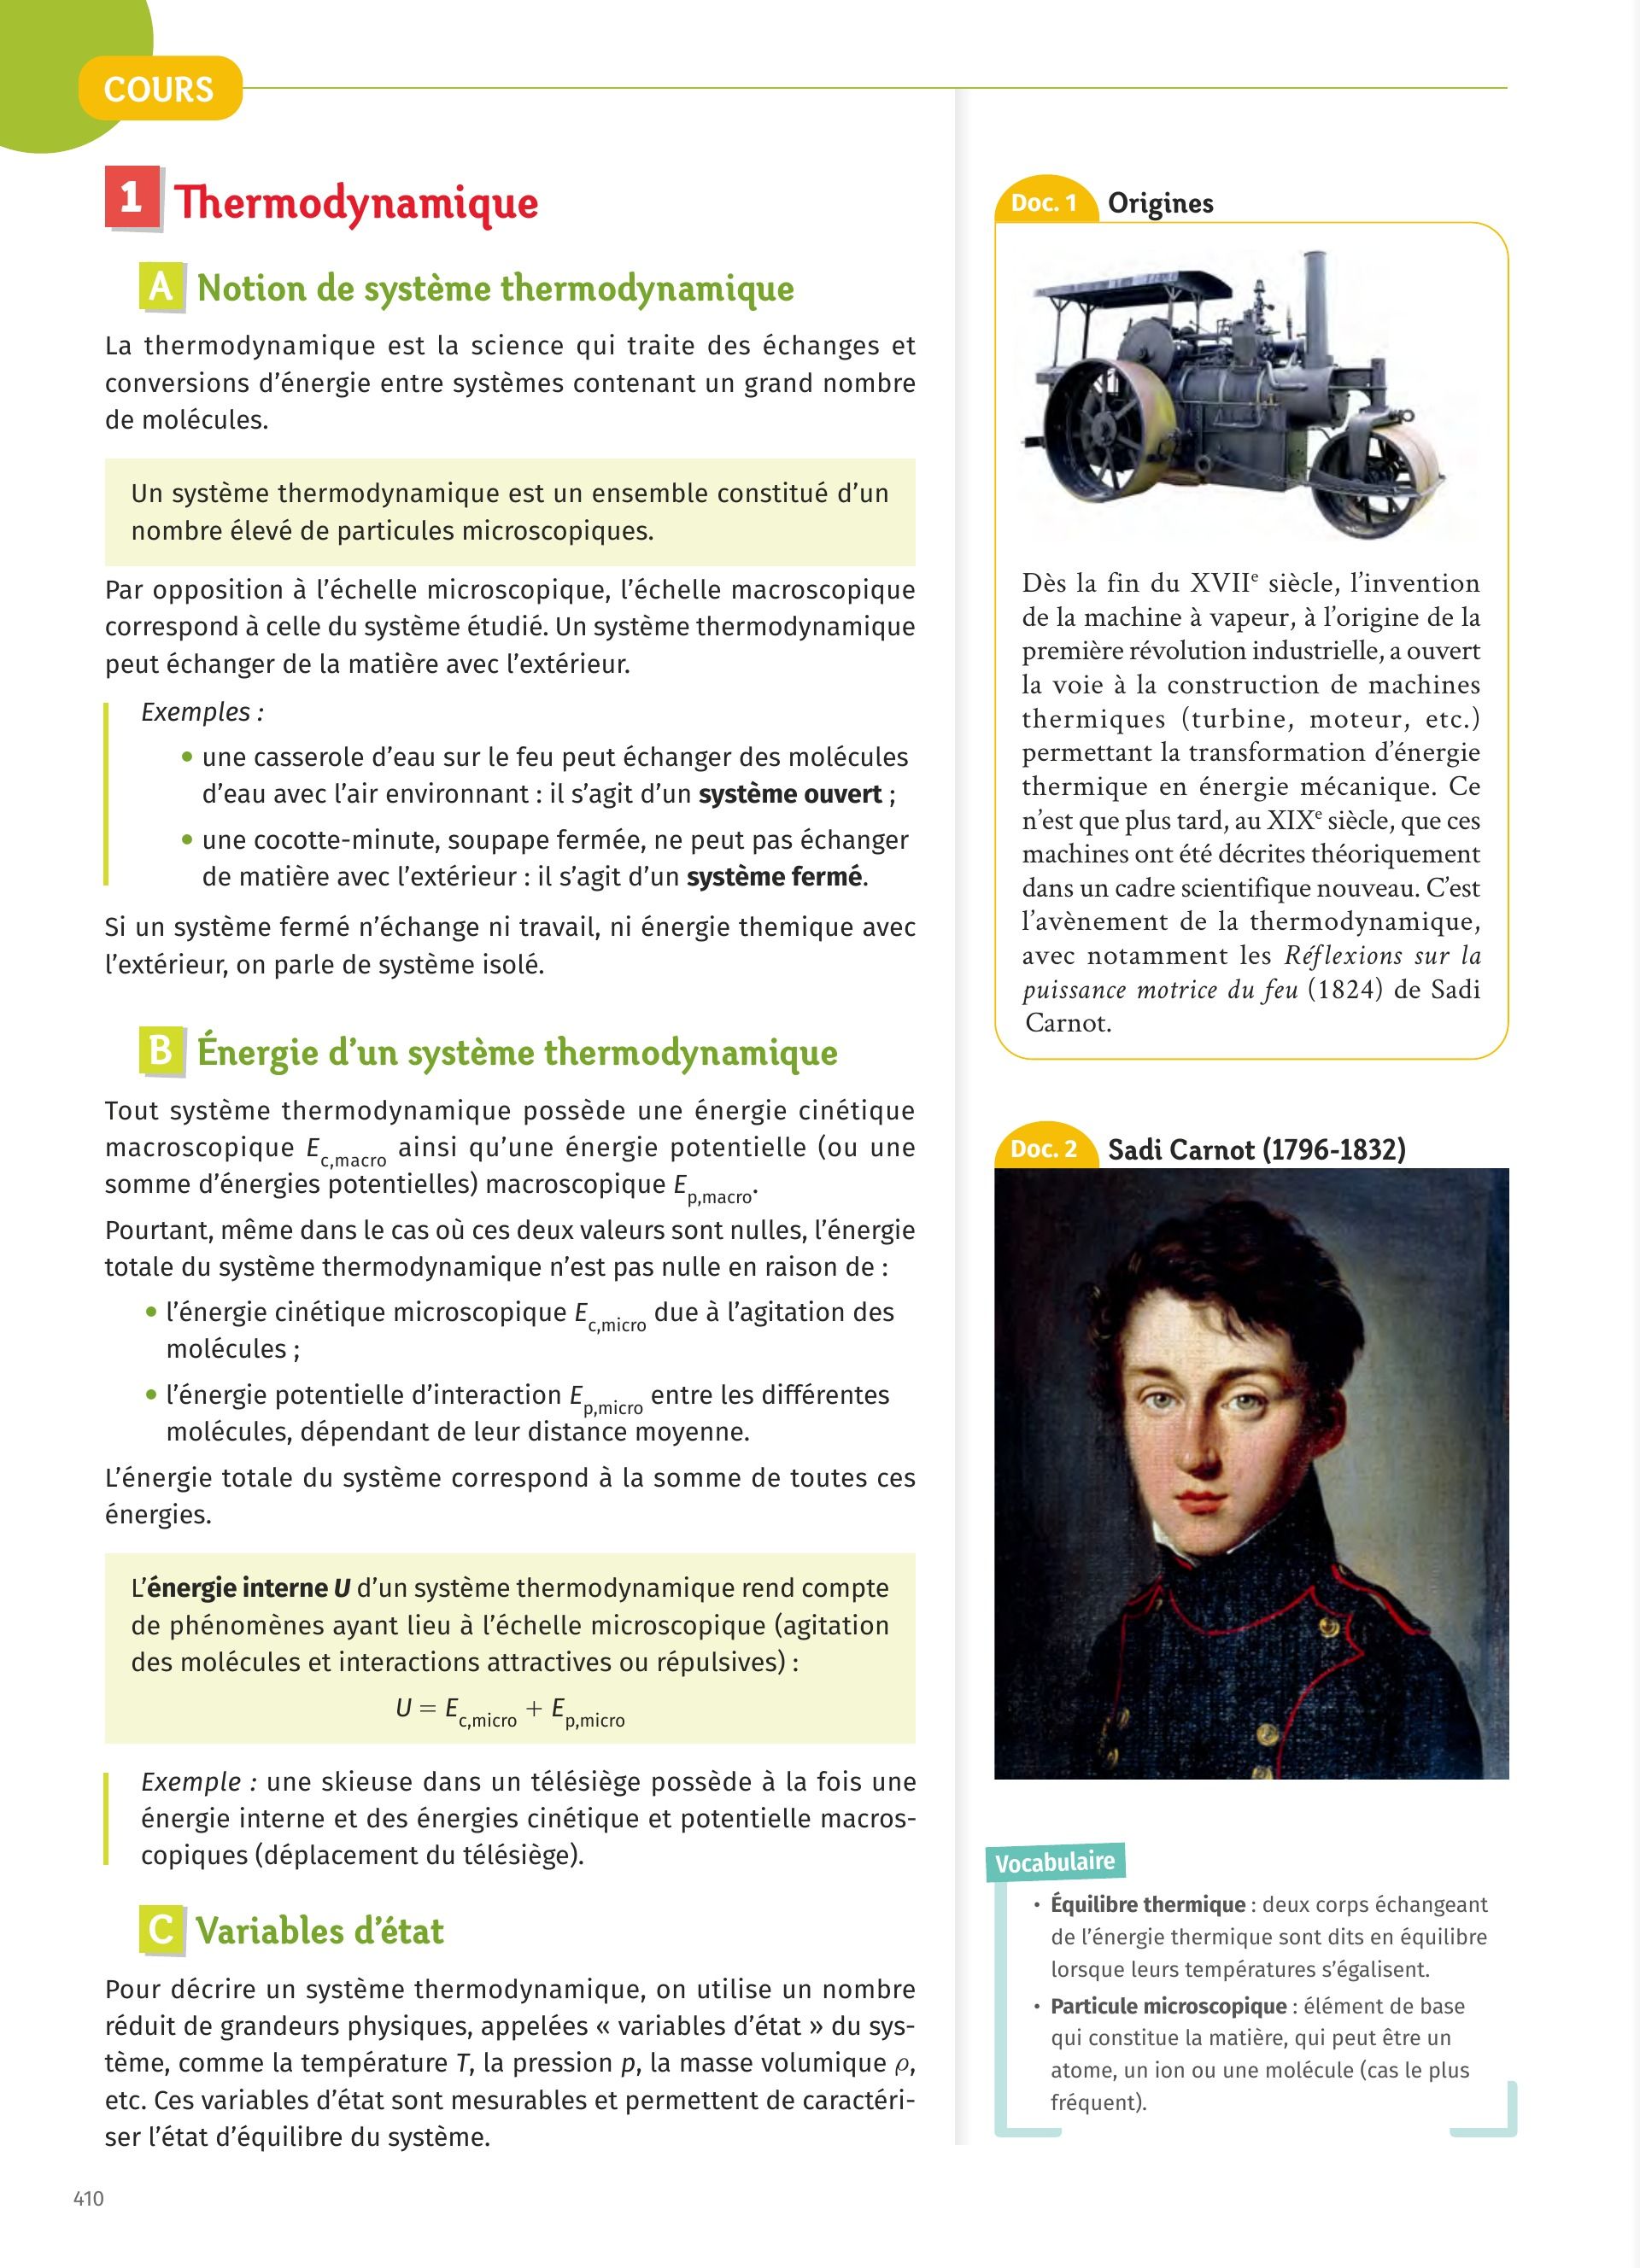 COURS
1 Thermodynamique
A Notion de système thermodynamique
La thermodynamique est la science qui traite des échanges et
conversions d’énergie entre systèmes contenant un grand nombre
de molécules.
Un système thermodynamique est un ensemble constitué d’un
nombre élevé de particules microscopiques.
Par opposition à l’échelle microscopique, l’échelle macroscopique
correspond à celle du système étudié. Un système thermodynamique
peut échanger de la matière avec l’extérieur.
Exemples :
• une casserole d’eau sur le feu peut échanger des molécules
d’eau avec l’air environnant : il s’agit d’un système ouvert ;
• une cocotte-minute, soupape fermée, ne peut pas échanger
de matière avec l’extérieur : il s’agit d’un système fermé.
Si un système fermé n’échange ni travail, ni énergie themique avec
l’extérieur, on parle de système isolé.
B Énergie d’un système thermodynamique
Tout système thermodynamique possède une énergie cinétique
macroscopique E_c,macro ainsi qu’une énergie potentielle (ou une
somme d’énergies potentielles) macroscopique E_p,macro.
Pourtant, même dans le cas où ces deux valeurs sont nulles, l’énergie
totale du système thermodynamique n’est pas nulle en raison de :
• l’énergie cinétique microscopique E_c,micro due à l’agitation des
molécules ;
• l’énergie potentielle d’interaction E_p,micro entre les différentes
molécules, dépendant de leur distance moyenne.
L’énergie totale du système correspond à la somme de toutes ces
énergies.
L’énergie interne U d’un système thermodynamique rend compte
de phénomènes ayant lieu à l’échelle microscopique (agitation
des molécules et interactions attractives ou répulsives) :
U = E_c,micro + E_p,micro
Exemple : une skieuse dans un télésiège possède à la fois une
énergie interne et des énergies cinétique et potentielle macros-
copiques (déplacement du télésiège).
C Variables d’état
Pour décrire un système thermodynamique, on utilise un nombre
réduit de grandeurs physiques, appelées « variables d’état » du sys-
tème, comme la température T, la pression p, la masse volumique ρ,
etc. Ces variables d’état sont mesurables et permettent de caractéri-
ser l’état d’équilibre du système.
Doc. 1 Origines
Dès la fin du XVIIe siècle, l’invention
de la machine à vapeur, à l’origine de la
première révolution industrielle, a ouvert
la voie à la construction de machines
thermiques (turbine, moteur, etc.)
permettant la transformation d’énergie
thermique en énergie mécanique. Ce
n’est que plus tard, au XIXe siècle, que ces
machines ont été décrites théoriquement
dans un cadre scientifique nouveau. C’est
l’avènement de la thermodynamique,
avec notamment les Réflexions sur la
puissance motrice du feu (1824) de Sadi
Carnot.
Doc. 2 Sadi Carnot (1796-1832)
Vocabulaire
• Équilibre thermique : deux corps échangeant
de l’énergie thermique sont dits en équilibre
lorsque leurs températures s’égalisent.
• Particule microscopique : élément de base
qui constitue la matière, qui peut être un
atome, un ion ou une molécule (cas le plus
fréquent).
410